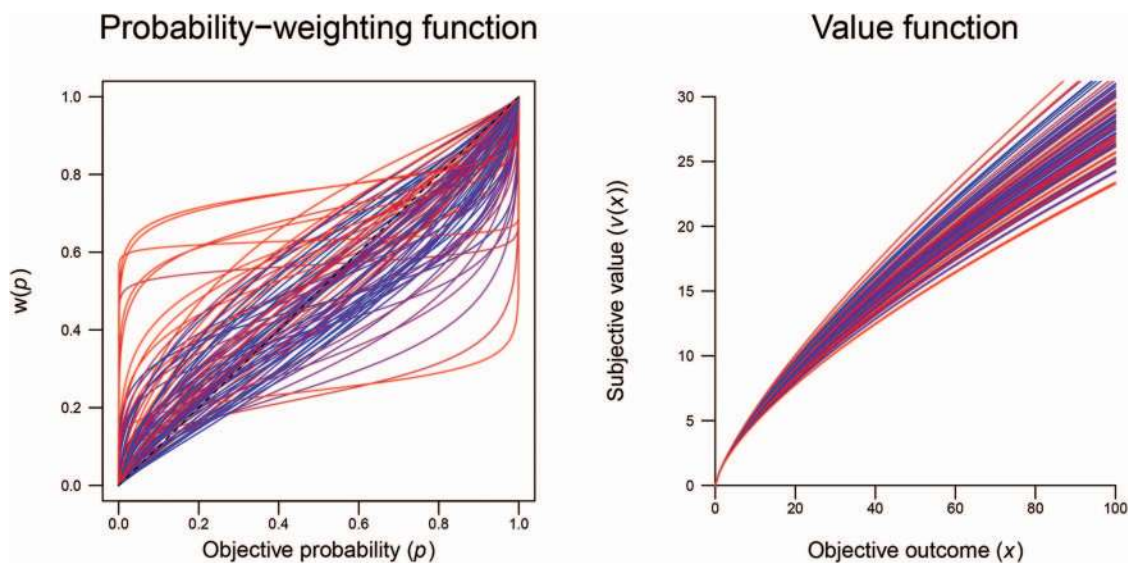 Probability−weighting function
Value function
1.0
0.8
0.6
0.4
0.2
0.0
w(p)
0.0 0.2 0.4 0.6 0.8 1.0
Objective probability (p)
30
25
20
15
10
5
0
Subjective value (v(x))
0 20 40 60 80 100
Objective outcome (x)